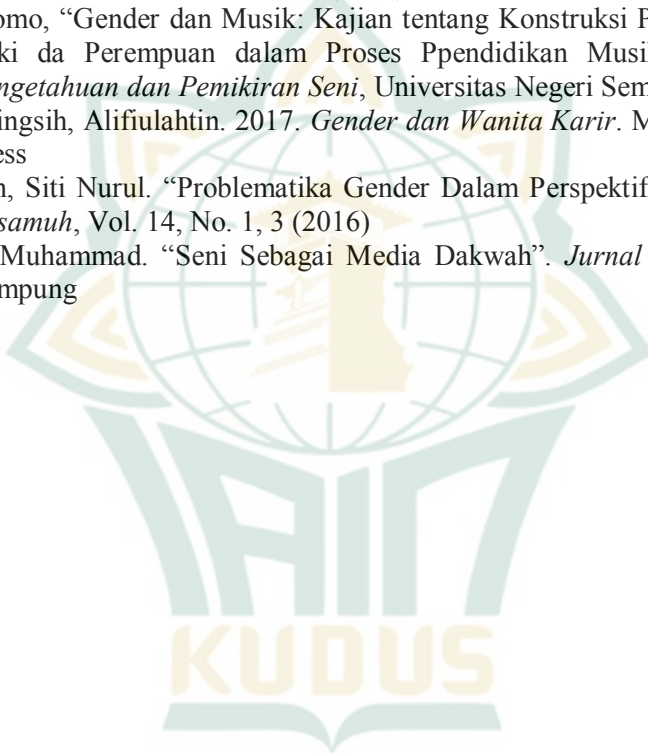 omo, “Gender dan Musik: Kajian tentang Konstruksi P
ki da Perempuan dalam Proses Ppendidikan Musik
ngetahuan dan Pemikiran Seni, Universitas Negeri Sem
ingsih, Alifiulahtin. 2017. Gender dan Wanita Karir. M
ess
n, Siti Nurul. “Problematika Gender Dalam Perspektif
samuh, Vol. 14, No. 1, 3 (2016)
Muhammad. “Seni Sebagai Media Dakwah”. Jurnal
mpung
IAIN
KUDUS